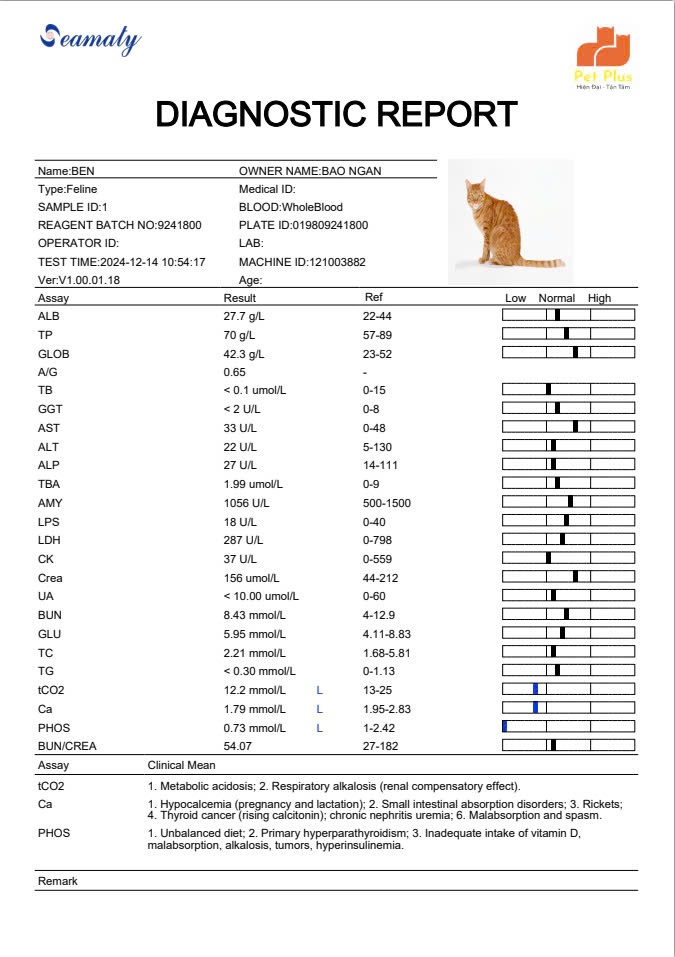 Seamaty
Pet Plus
Hiện Đại - Tận Tâm
DIAGNOSTIC REPORT
Name:BEN OWNER NAME:BAO NGAN
Type:Feline Medical ID:
SAMPLE ID:1 BLOOD:WholeBlood
REAGENT BATCH NO:9241800 PLATE ID:019809241800
OPERATOR ID: LAB:
TEST TIME:2024-12-14 10:54:17 MACHINE ID:121003882
Ver:V1.00.01.18 Age:
Assay Result Ref Low Normal High
ALB 27.7 g/L 22-44
TP 70 g/L 57-89
GLOB 42.3 g/L 23-52
A/G 0.65 -
TB < 0.1 umol/L 0-15
GGT < 2 U/L 0-8
AST 33 U/L 0-48
ALT 22 U/L 5-130
ALP 27 U/L 14-111
TBA 1.99 umol/L 0-9
AMY 1056 U/L 500-1500
LPS 18 U/L 0-40
LDH 287 U/L 0-798
CK 37 U/L 0-559
Crea 156 umol/L 44-212
UA < 10.00 umol/L 0-60
BUN 8.43 mmol/L 4-12.9
GLU 5.95 mmol/L 4.11-8.83
TC 2.21 mmol/L 1.68-5.81
TG < 0.30 mmol/L 0-1.13
tCO2 12.2 mmol/L L 13-25
Ca 1.79 mmol/L L 1.95-2.83
PHOS 0.73 mmol/L L 1-2.42
BUN/CREA 54.07 27-182
Assay Clinical Mean
tCO2 1. Metabolic acidosis; 2. Respiratory alkalosis (renal compensatory effect).
Ca 1. Hypocalcemia (pregnancy and lactation); 2. Small intestinal absorption disorders; 3. Rickets;
4. Thyroid cancer (rising calcitonin); chronic nephritis uremia; 6. Malabsorption and spasm.
PHOS 1. Unbalanced diet; 2. Primary hyperparathyroidism; 3. Inadequate intake of vitamin D,
malabsorption, alkalosis, tumors, hyperinsulinemia.
Remark